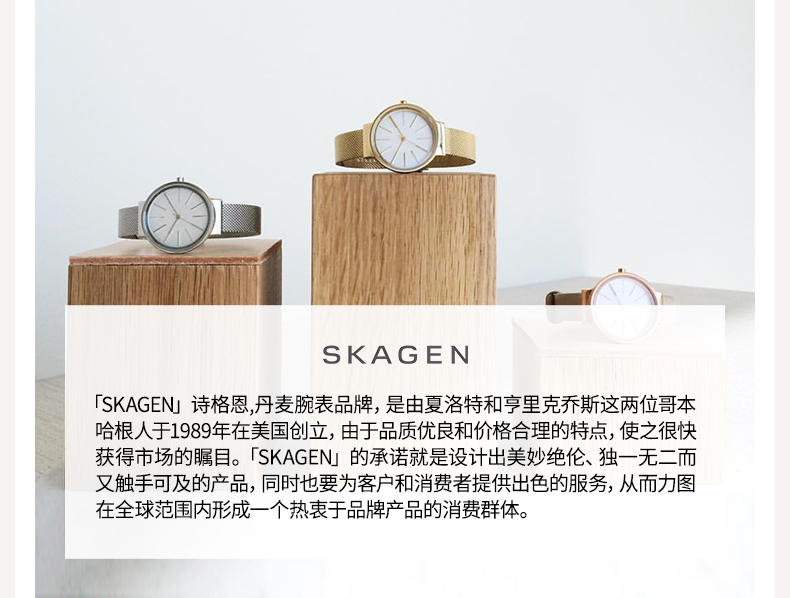 SKAGEN
「SKAGEN」诗格恩,丹麦腕表品牌，是由夏洛特和亨里克乔斯这两位哥本
哈根人于1989年在美国创立，由于品质优良和价格合理的特点，使之很快
获得市场的瞩目。「SKAGEN」的承诺就是设计出美妙绝伦、独一无二而
又触手可及的产品，同时也要为客户和消费者提供出色的服务，从而力图
在全球范围内形成一个热衷于品牌产品的消费群体。